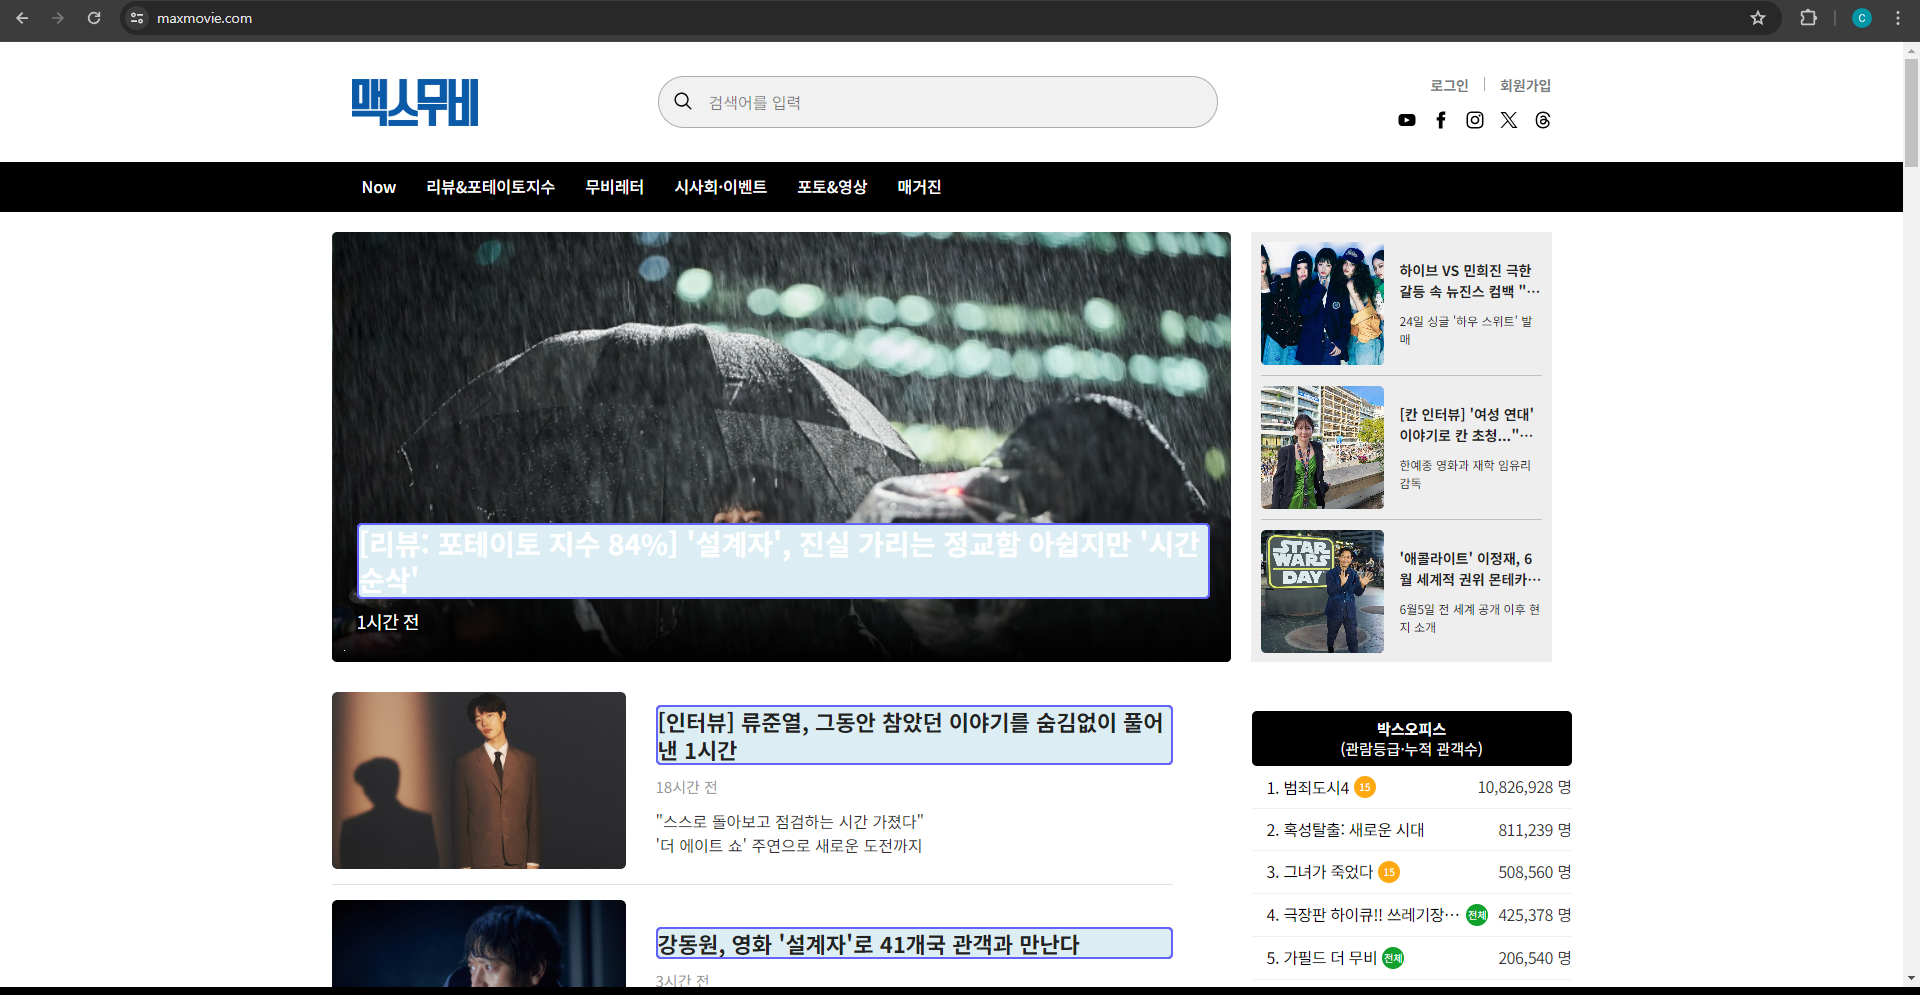 maxmovie.com
C
맥스무비
검색어를 입력
로그인
회원가입
Now 리뷰&포테이토지수 무비레터 시사회·이벤트 포토&영상 매거진
[리뷰: 포테이토 지수 84%] '설계자', 진실 가리는 정교함 아쉽지만 '시간
순삭'
1시간 전
하이브 VS 민희진 극한
갈등 속 뉴진스 컴백 "…
24일 싱글 '하우 스위트' 발
매
[칸 인터뷰] '여성 연대'
이야기로 칸 초청..."…
한예종 영화과 재학 임유리
감독
STAR
WARS
DAY
'애콜라이트' 이정재, 6
월 세계적 권위 몬테카…
6월5일 전 세계 공개 이후 현
지 소개
[인터뷰] 류준열, 그동안 참았던 이야기를 숨김없이 풀어
낸 1시간
18시간 전
"스스로 돌아보고 점검하는 시간 가졌다"
'더 에이트 쇼' 주연으로 새로운 도전까지
강동원, 영화 '설계자'로 41개국 관객과 만난다
3시간 전
박스오피스
(관람등급·누적 관객수)
1. 범죄도시4 15 10,826,928 명
2. 혹성탈출: 새로운 시대 811,239 명
3. 그녀가 죽었다 15 508,560 명
4. 극장판 하이큐!! 쓰레기장… 전체 425,378 명
5. 가필드 더 무비 전체 206,540 명